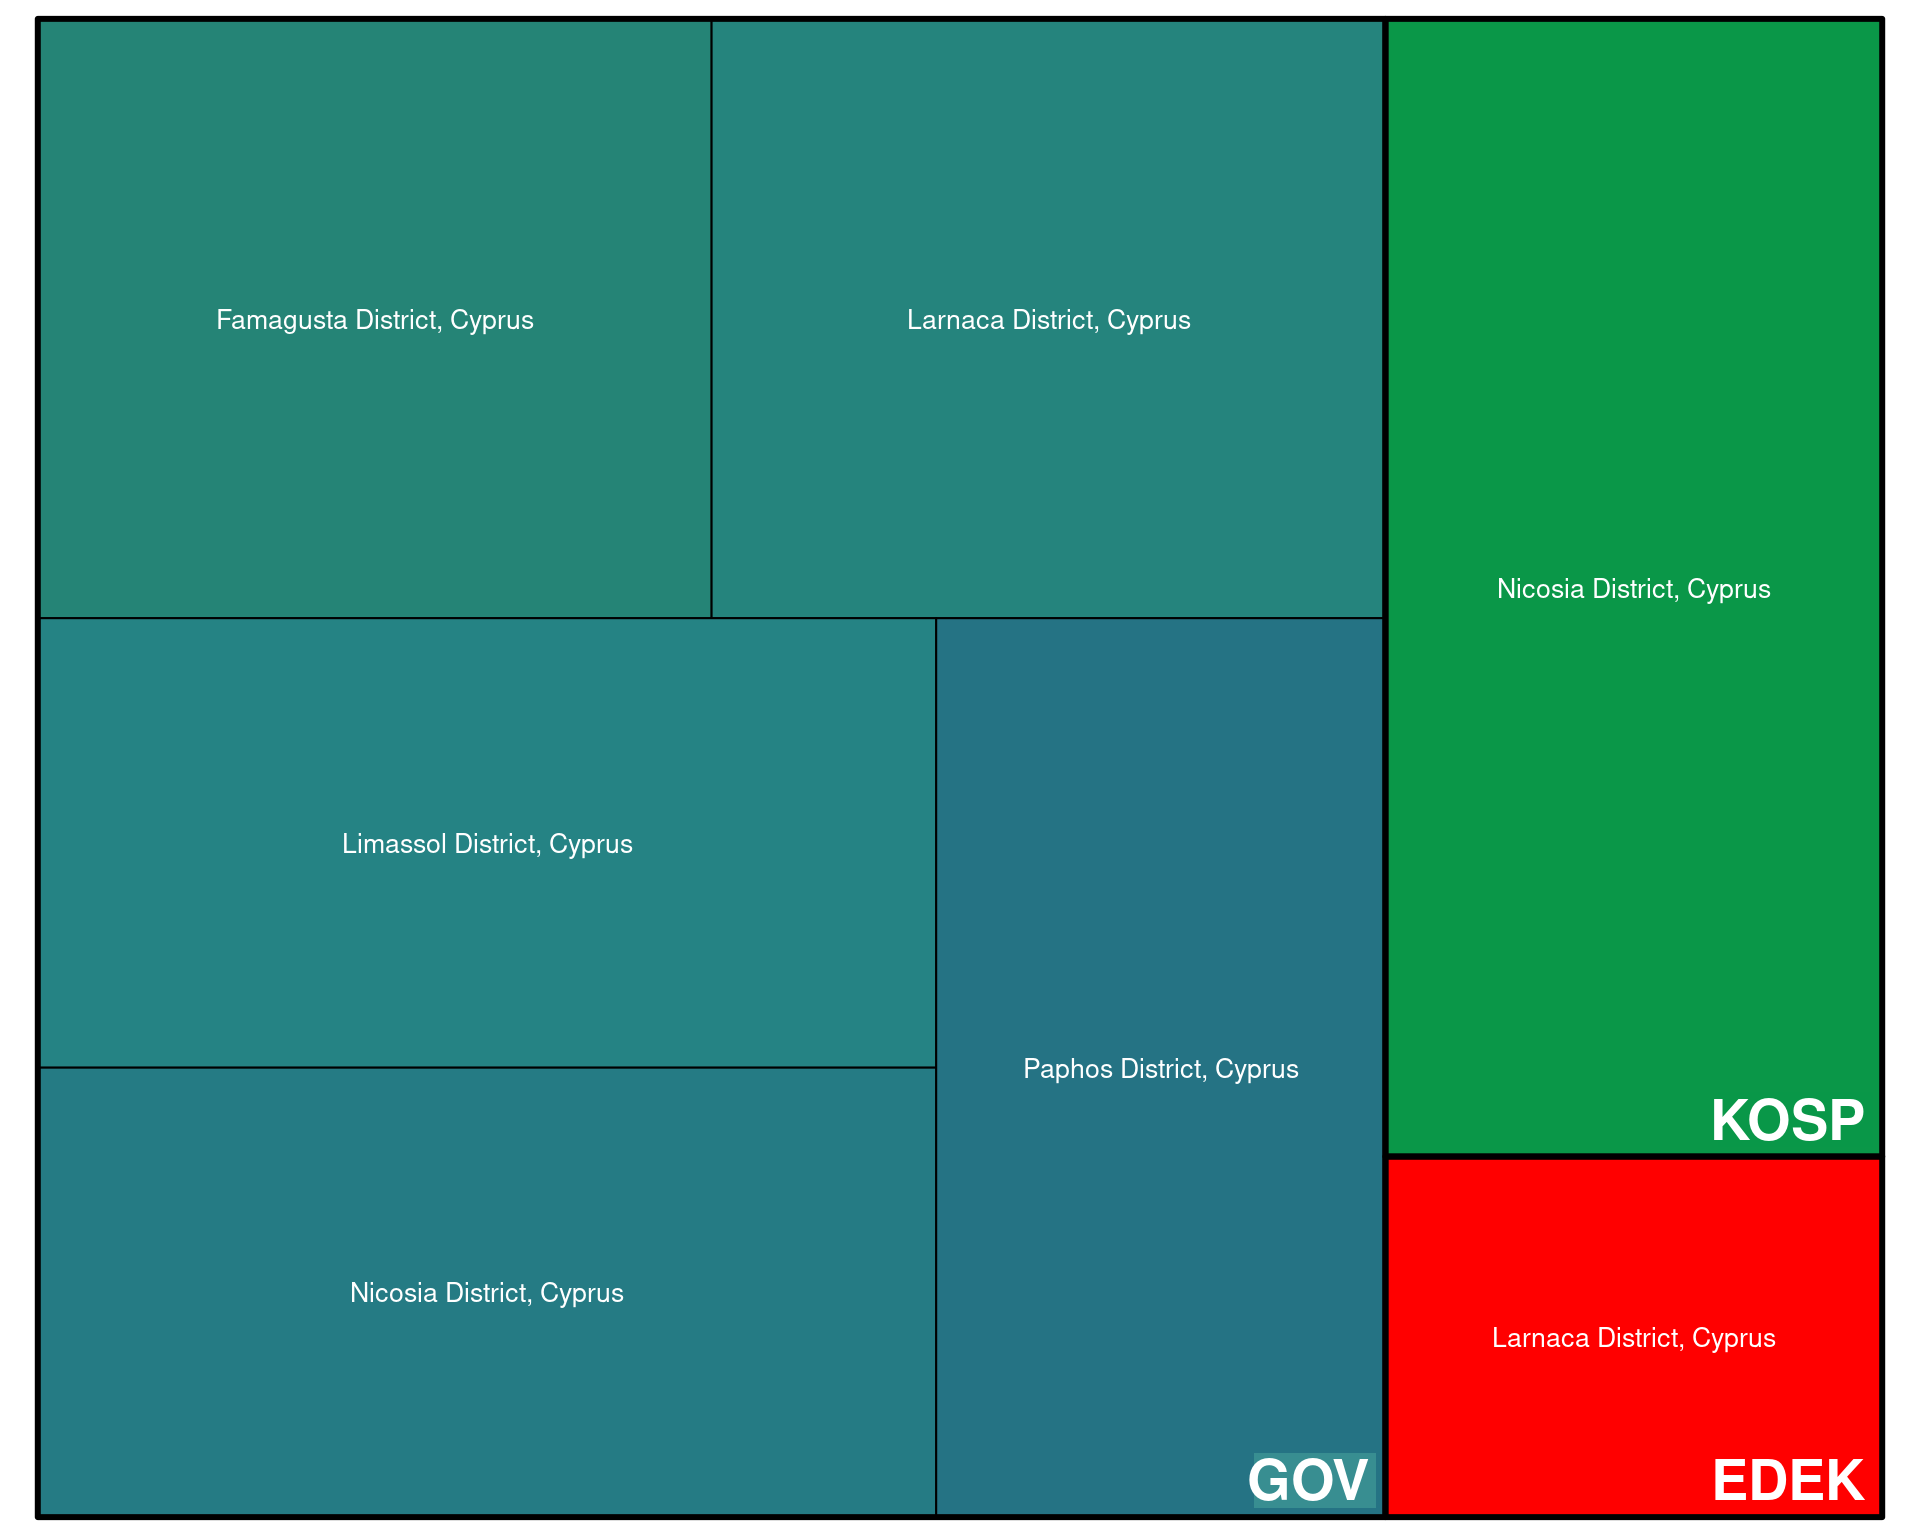 Famagusta District, Cyprus
Larnaca District, Cyprus
Limassol District, Cyprus
Nicosia District, Cyprus
Paphos District, Cyprus
GOV
Nicosia District, Cyprus
KOSP
Larnaca District, Cyprus
EDEK